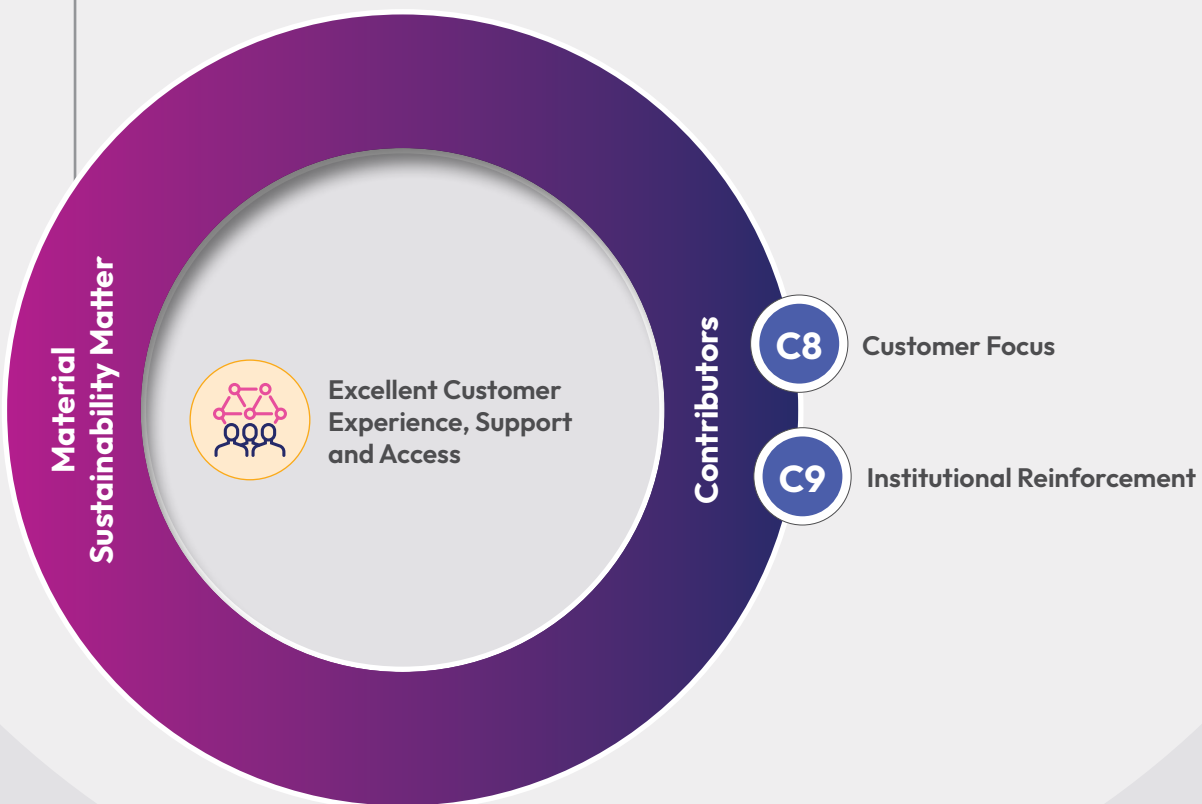 Material
Sustainability Matter
Excellent Customer
Experience, Support
and Access
Contributors
C8
Customer Focus
C9
Institutional Reinforcement